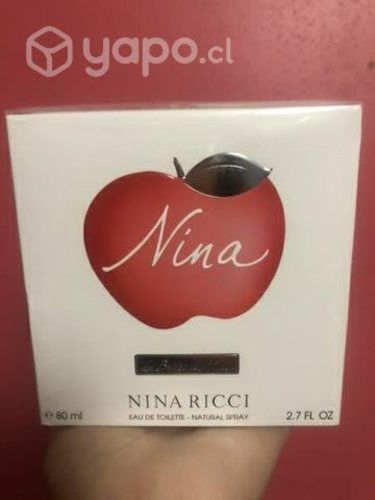 yapo.cl
Nina
NINA RICCI
EAU DE TOILETTE - NATURAL SPRAY
e 80 ml
2.7 FL OZ